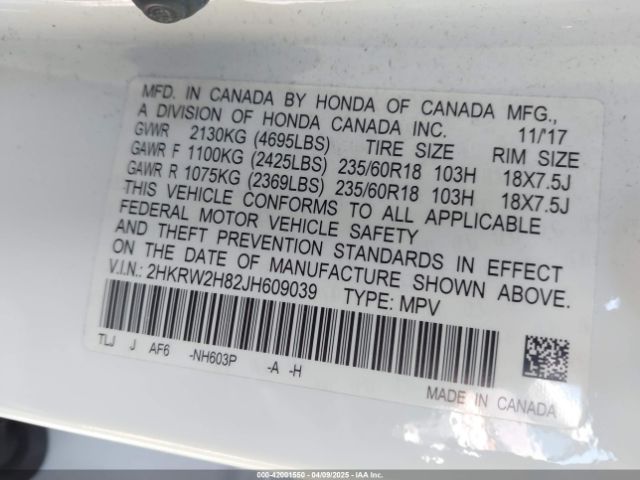 MFD. IN CANADA BY HONDA OF CANADA MFG.,
A DIVISION OF HONDA CANADA INC. 11/'17
GVWR 2130KG (4695LBS) TIRE SIZE RIM SIZE
GAWR F 1100KG (2425LBS) 235/60R18 103H 18X7.5J
GAWR R 1075KG (2369LBS) 235/60R18 103H 18X7.5J
THIS VEHICLE CONFORMS TO ALL APPLICABLE
FEDERAL MOTOR VEHICLE SAFETY
AND THEFT PREVENTION STANDARDS IN EFFECT
ON THE DATE OF MANUFACTURE SHOWN ABOVE.
V.I.N.: 2HKRW2H82JH609039 TYPE: MPV
TLJ J AF6 -NH603P -A -H
MADE IN CANADA
000-42001550 - 04/09/2025 - IAAI.COM